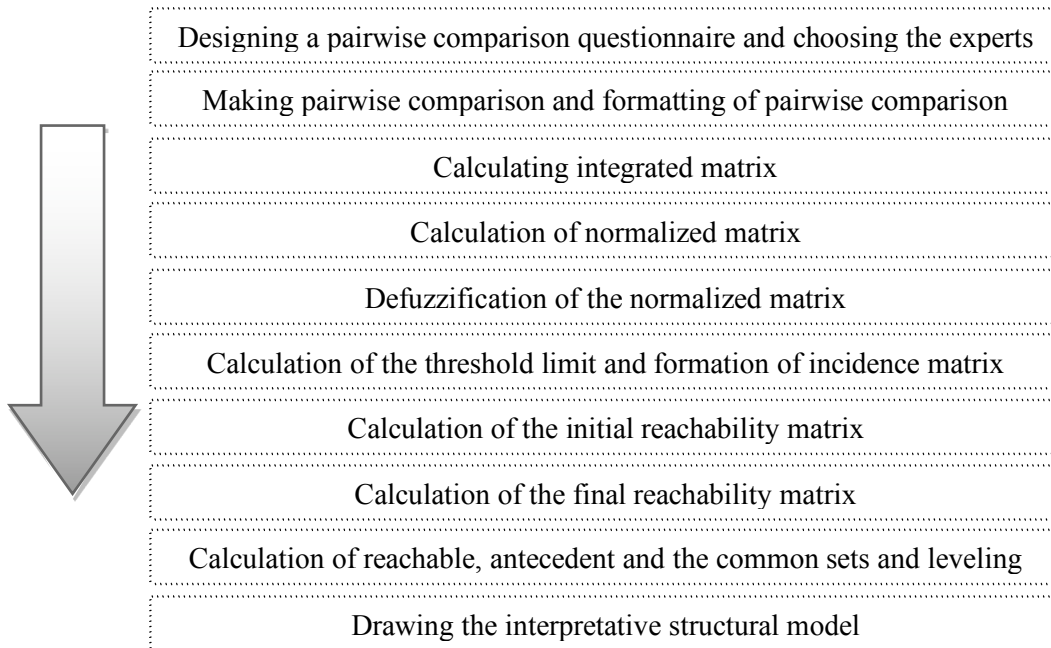 Designing a pairwise comparison questionnaire and choosing the experts
Making pairwise comparison and formatting of pairwise comparison
Calculating integrated matrix
Calculation of normalized matrix
Defuzzification of the normalized matrix
Calculation of the threshold limit and formation of incidence matrix
Calculation of the initial reachability matrix
Calculation of the final reachability matrix
Calculation of reachable, antecedent and the common sets and leveling
Drawing the interpretative structural model